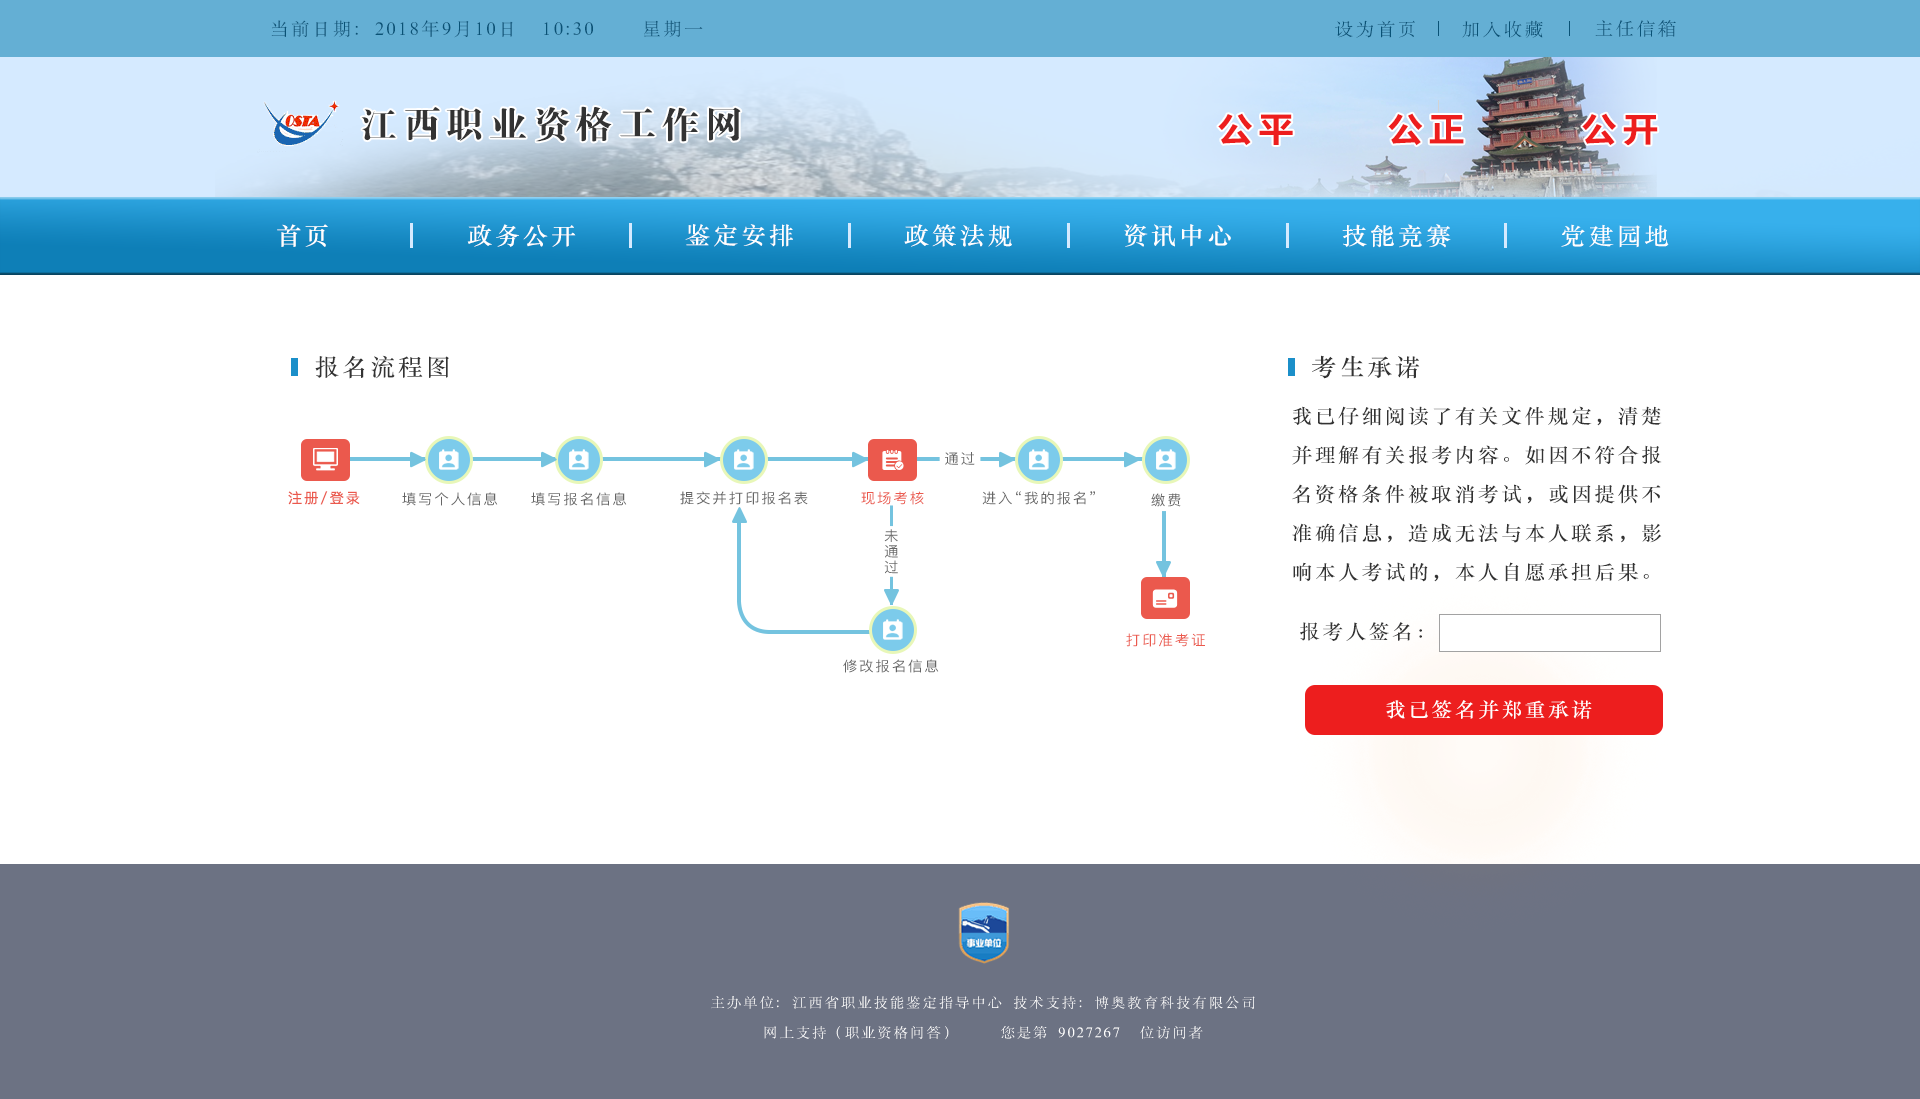 当前日期：2018年9月10日 10:30 星期一
设为首页 | 加入收藏 | 主任信箱
OSTA 江西职业资格工作网
公平 公正 公开
首页 政务公开 鉴定安排 政策法规 资讯中心 技能竞赛 党建园地
报名流程图
注册/登录
填写个人信息
填写报名信息
提交并打印报名表
现场考核
通过
进入“我的报名”
缴费
未通过
修改报名信息
打印准考证
考生承诺
我已仔细阅读了有关文件规定，清楚
并理解有关报考内容。如因不符合报
名资格条件被取消考试，或因提供不
准确信息，造成无法与本人联系，影
响本人考试的，本人自愿承担后果。
报考人签名：
我已签名并郑重承诺
事业单位
主办单位：江西省职业技能鉴定指导中心 技术支持：博奥教育科技有限公司
网上支持（职业资格问答） 您是第 9027267 位访问者